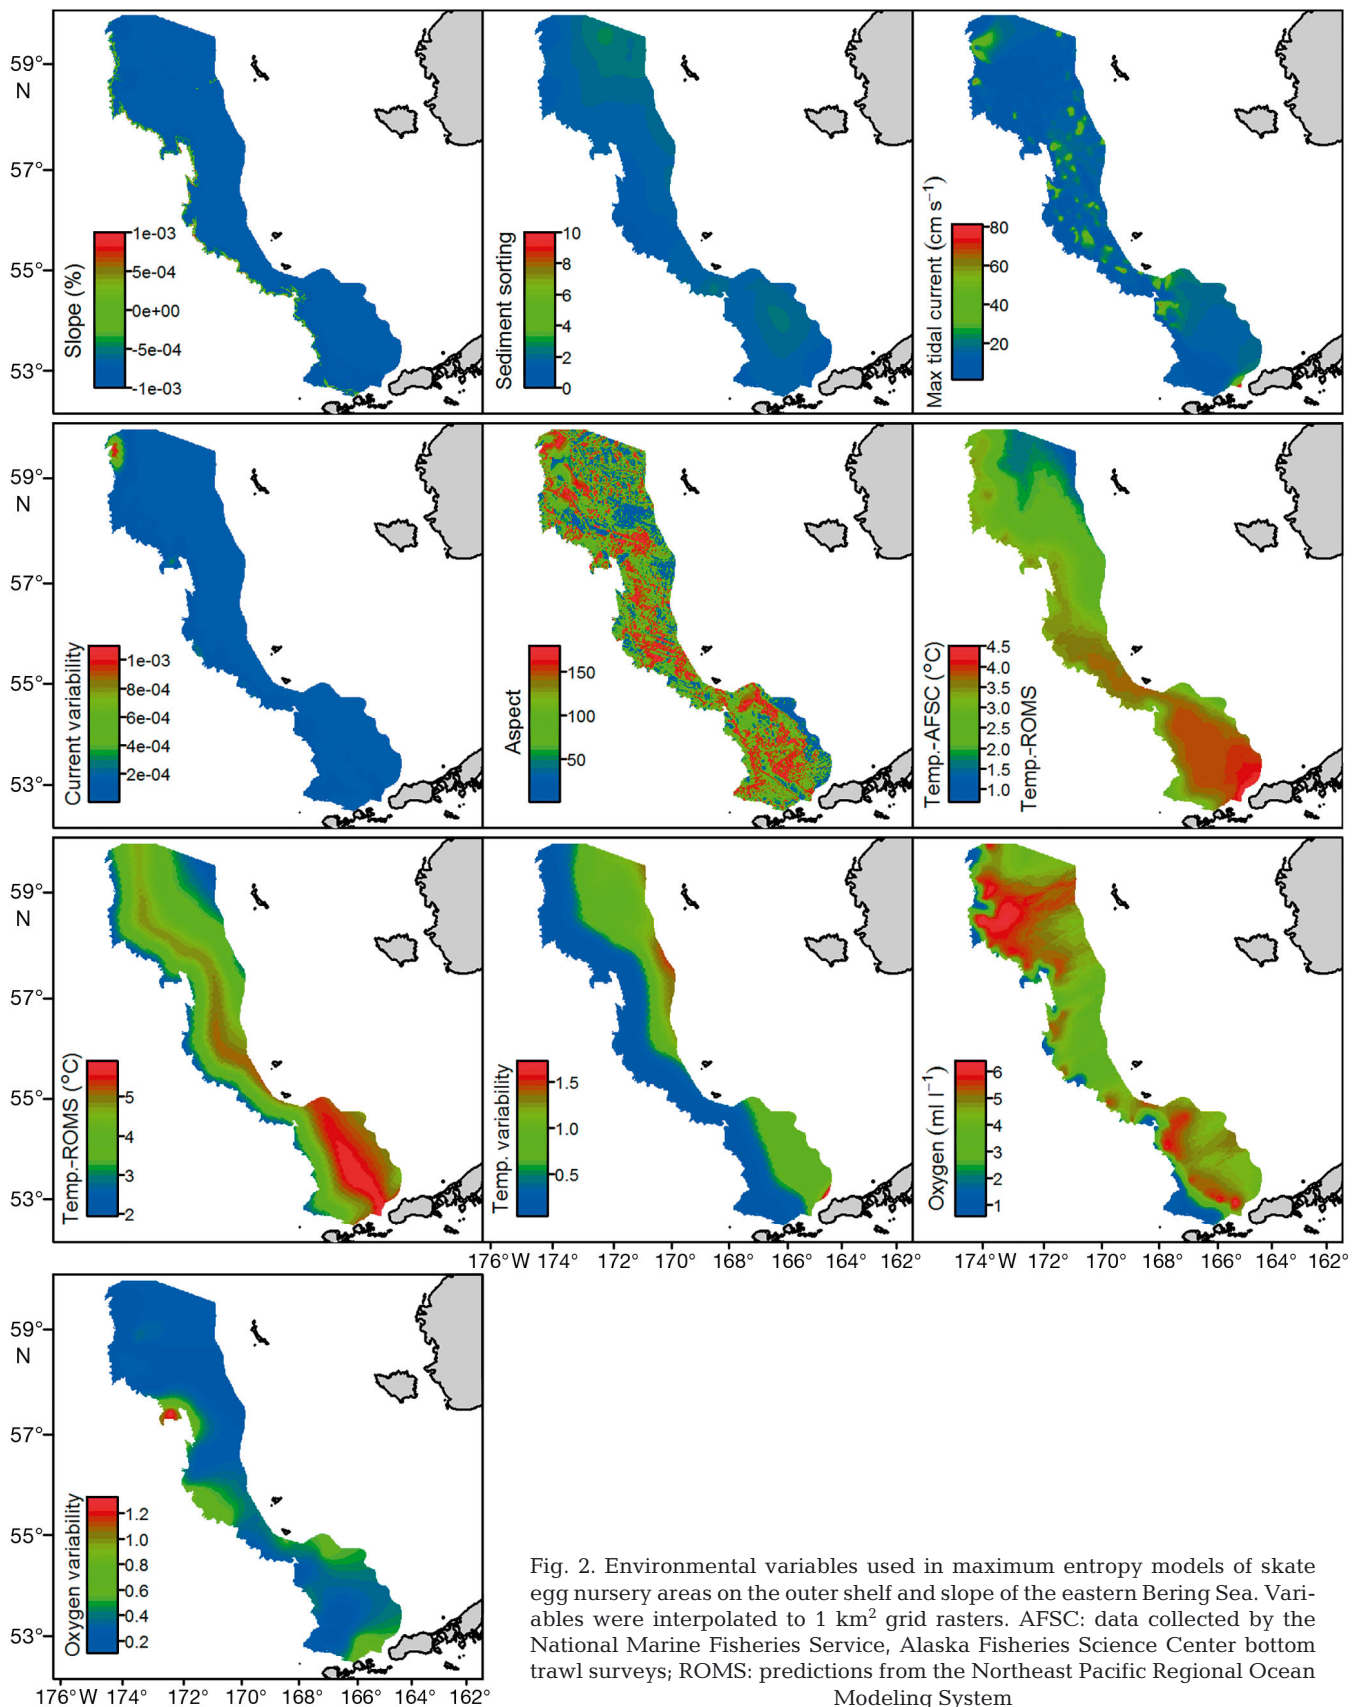 59°
N
57°
55°
53°
Slope (%)
1e-03
5e-04
0e+00
-5e-04
-1e-03
Sediment sorting
10
8
6
4
2
0
Max tidal current (cm s⁻¹)
80
60
40
20
59°
N
57°
55°
53°
Current variability
1e-03
8e-04
6e-04
4e-04
2e-04
Aspect
150
100
50
Temp.-AFSC (°C)
Temp.-ROMS
4.5
4.0
3.5
3.0
2.5
2.0
1.5
1.0
59°
N
57°
55°
53°
Temp.-ROMS (°C)
5
4
3
2
Temp. variability
1.5
1.0
0.5
Oxygen (ml l⁻¹)
6
5
4
3
2
1
176°W 174° 172° 170° 168° 166° 164° 162°
174°W 172° 170° 168° 166° 164° 162°
59°
N
57°
55°
53°
Oxygen variability
1.2
1.0
0.8
0.6
0.4
0.2
176°W 174° 172° 170° 168° 166° 164° 162°
Fig. 2. Environmental variables used in maximum entropy models of skate
egg nursery areas on the outer shelf and slope of the eastern Bering Sea. Vari-
ables were interpolated to 1 km² grid rasters. AFSC: data collected by the
National Marine Fisheries Service, Alaska Fisheries Science Center bottom
trawl surveys; ROMS: predictions from the Northeast Pacific Regional Ocean
Modeling System